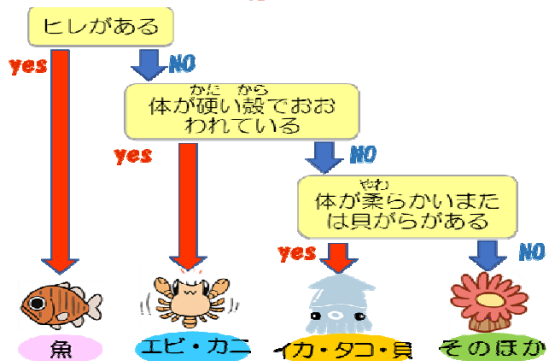 ヒレがある
yes
NO
かた から
体が硬い殻でおお
われている
yes
NO
やわ
体が柔らかいまた
は貝がらがある
yes
NO
魚
エビ・カニ
イカ・タコ・貝
そのほか